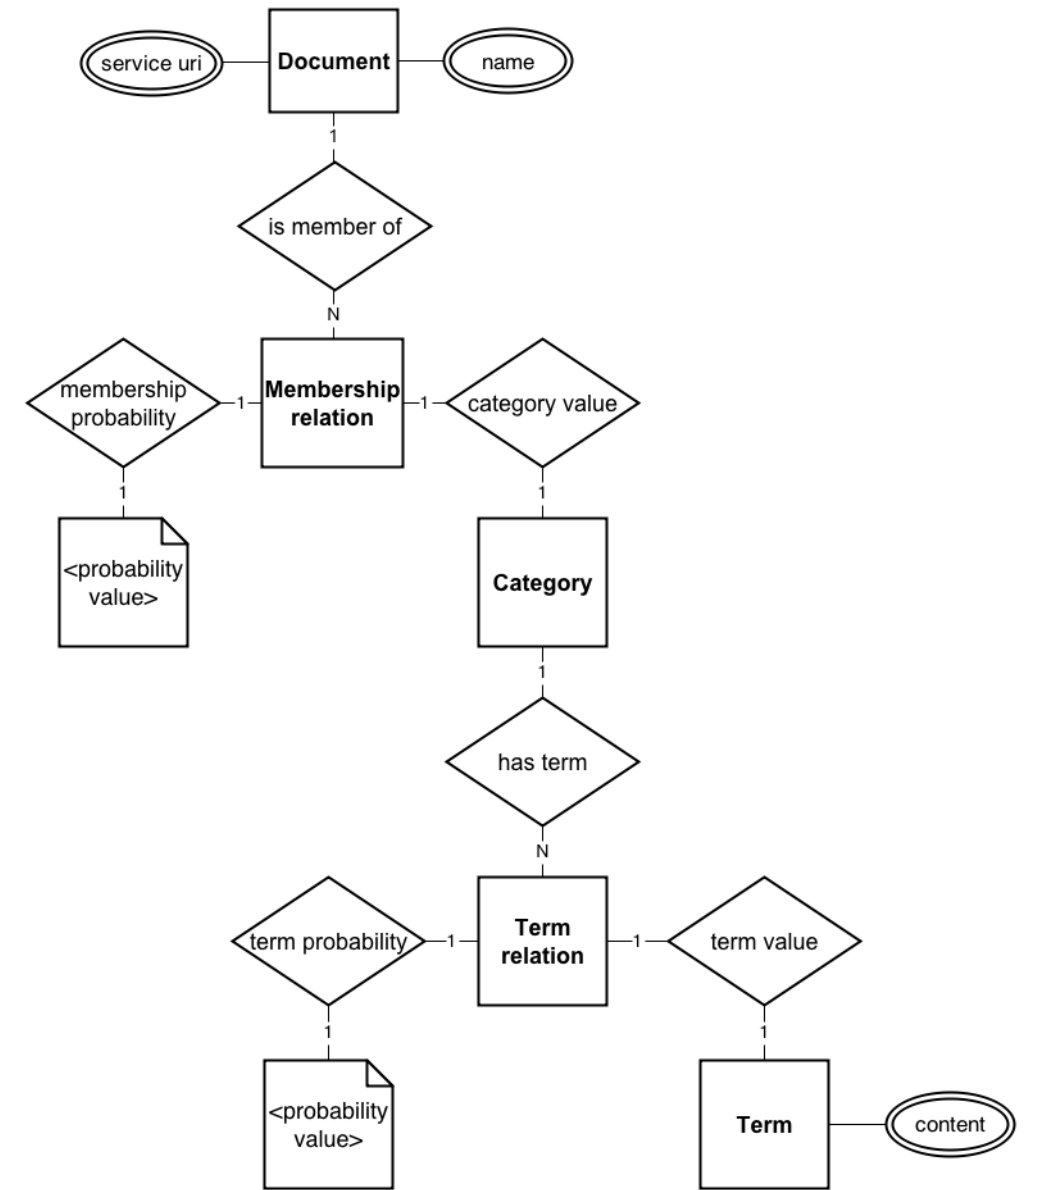 service uri
Document
name
1
is member of
N
membership
probability
1
Membership
relation
1
category value
1
1
<probability
value>
Category
1
has term
N
term probability
1
Term
relation
1
term value
1
1
<probability
value>
Term
content